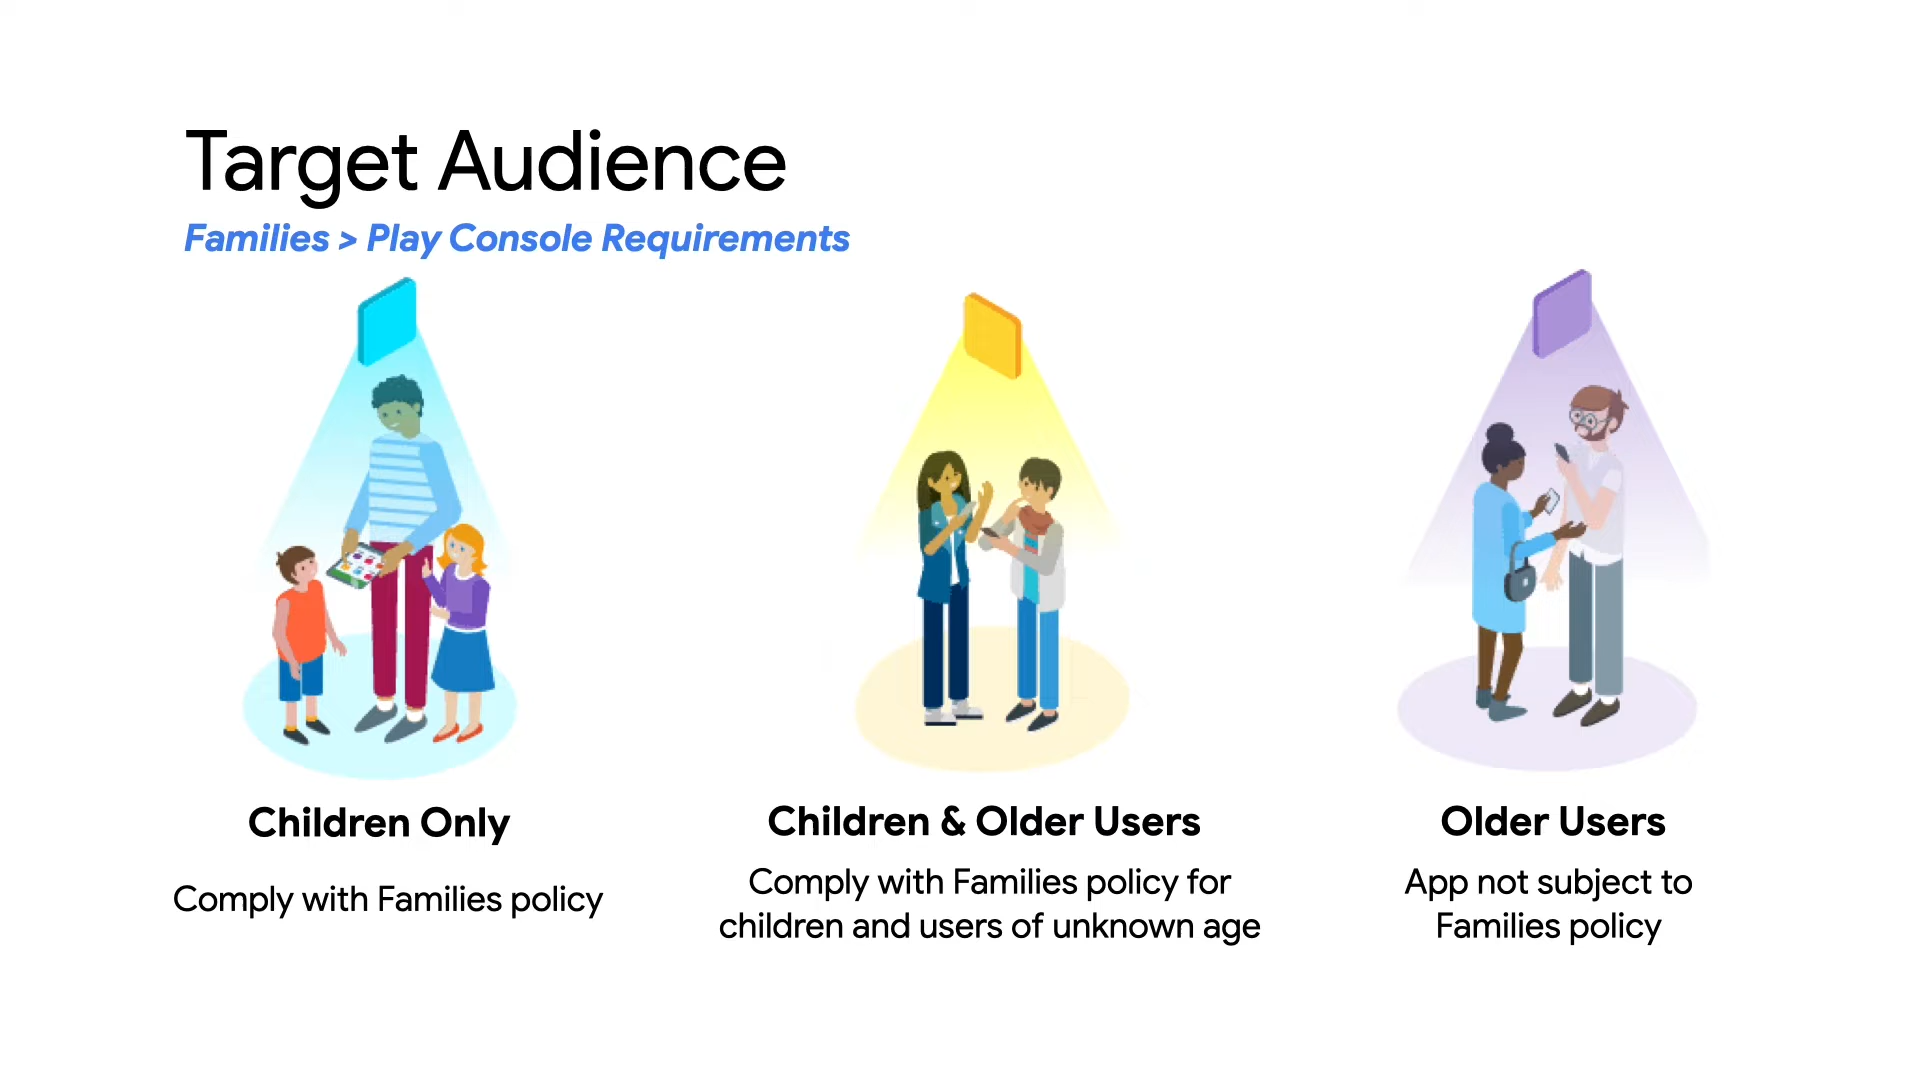 Target Audience
Families > Play Console Requirements
Children Only
Comply with Families policy
Children & Older Users
Comply with Families policy for
children and users of unknown age
Older Users
App not subject to
Families policy